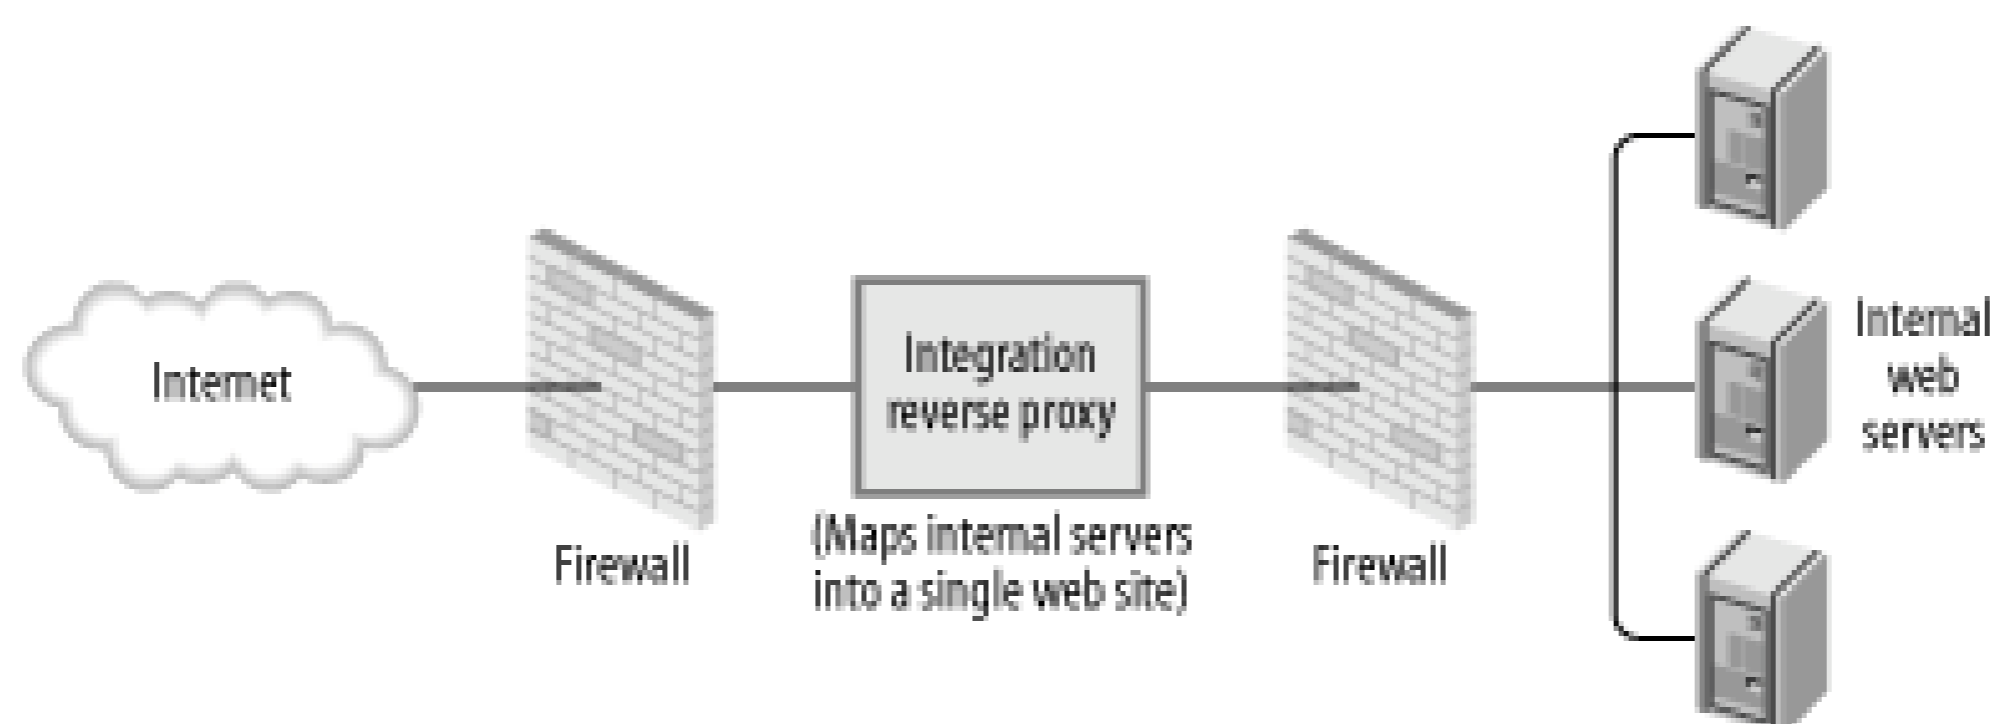 Internet
Firewall
Integration
reverse proxy
(Maps internal servers
into a single web site)
Firewall
Internal
web
servers